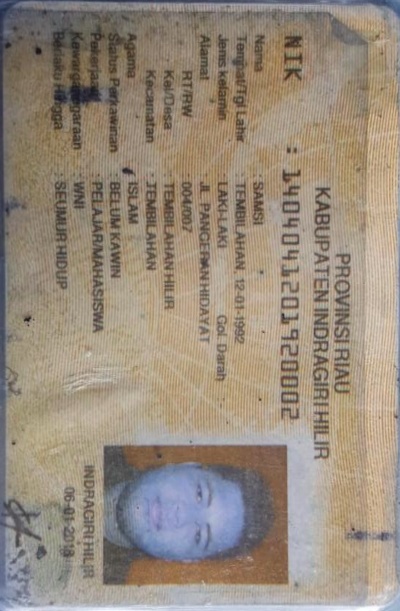 PROVINSI RIAU
KABUPATEN INDRAGIRI HILIR
NIK : 1404041201920002
Nama : SAMSI
Tempat/Tgl Lahir : TEMBILAHAN, 12-01-1992
Jenis kelamin : LAKI-LAKI Gol. Darah
Alamat : JL PANGERAN HIDAYAT
RT/RW : 004/007
Kel/Desa : TEMBILAHAN HILIR
Kecamatan : TEMBILAHAN
Agama : ISLAM
Status Perkawinan : BELUM KAWIN
Pekerjaan : PELAJAR/MAHASISWA
Kewarganegaraan : WNI
Berlaku Hingga : SEUMUR HIDUP
INDRAGIRI HILIR
06-01-2018